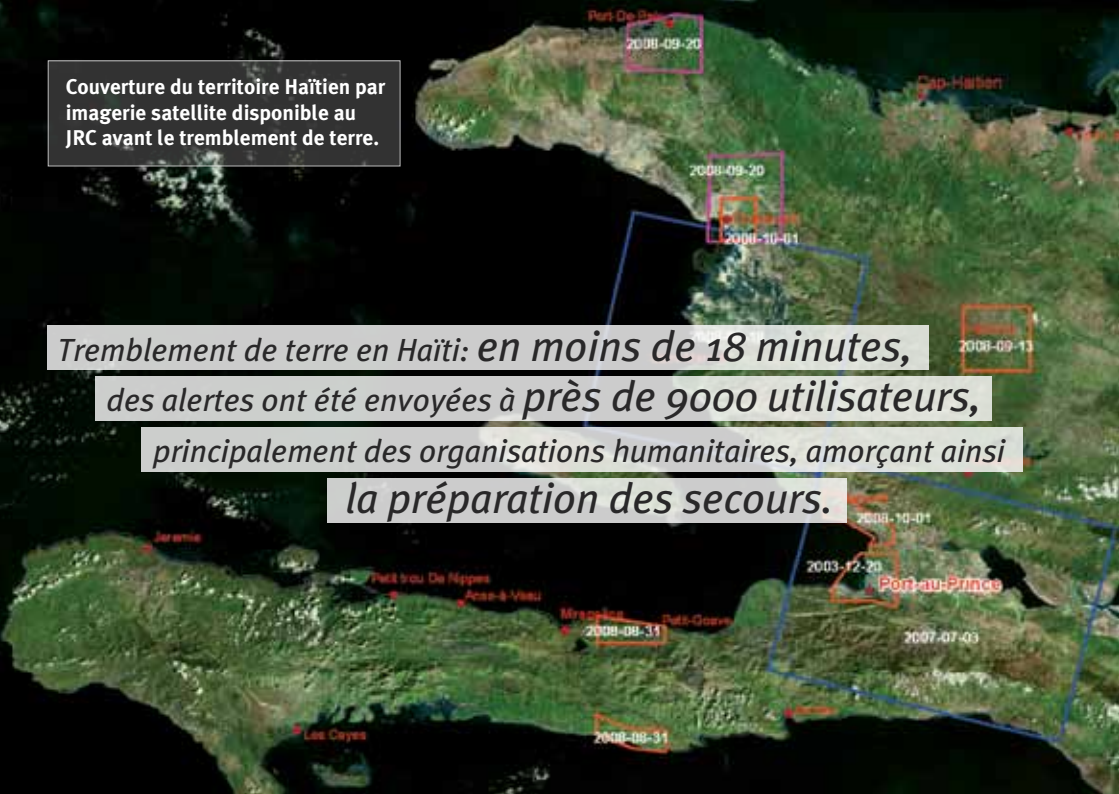 Port-De-Paix
2008-09-20
Couverture du territoire Haïtien par
imagerie satellite disponible au
JRC avant le tremblement de terre.
Cap-Haitien
2008-09-20
2008-10-01
2008-09-13
Tremblement de terre en Haïti: en moins de 18 minutes,
des alertes ont été envoyées à près de 9000 utilisateurs,
principalement des organisations humanitaires, amorçant ainsi
la préparation des secours.
2008-10-01
Jeremie
2003-12-20
Petit trou De Nippes
Port-au-Prince
Anse-à-Veau
Petit-Goave
2008-08-31
2007-07-03
Les Cayes
2008-08-31